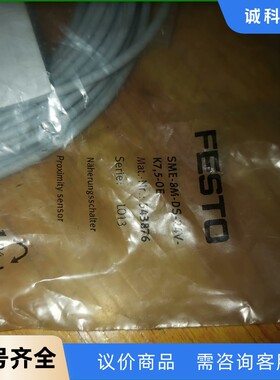 诚科
FESTO
SME-8M-DS-24V-
K7,5-OE
Mat. Nr.: 543876
Serie: LO13
Näherungsschalter
Proximity sensor
号齐全
议价商品
需咨询客服